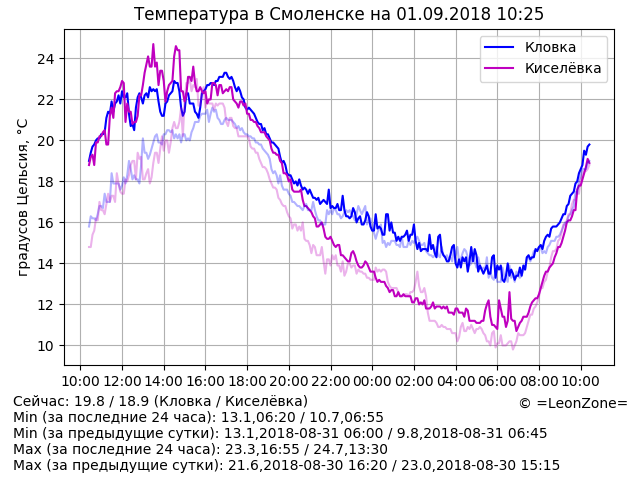 Температура в Смоленске на 01.09.2018 10:25
Кловка
Киселёвка
градусов Цельсия, °C
24
22
20
18
16
14
12
10
10:00 12:00 14:00 16:00 18:00 20:00 22:00 00:00 02:00 04:00 06:00 08:00 10:00
Сейчас: 19.8 / 18.9 (Кловка / Киселёвка)
© =LeonZone=
Min (за последние 24 часа): 13.1,06:20 / 10.7,06:55
Min (за предыдущие сутки): 13.1,2018-08-31 06:00 / 9.8,2018-08-31 06:45
Max (за последние 24 часа): 23.3,16:55 / 24.7,13:30
Max (за предыдущие сутки): 21.6,2018-08-30 16:20 / 23.0,2018-08-30 15:15